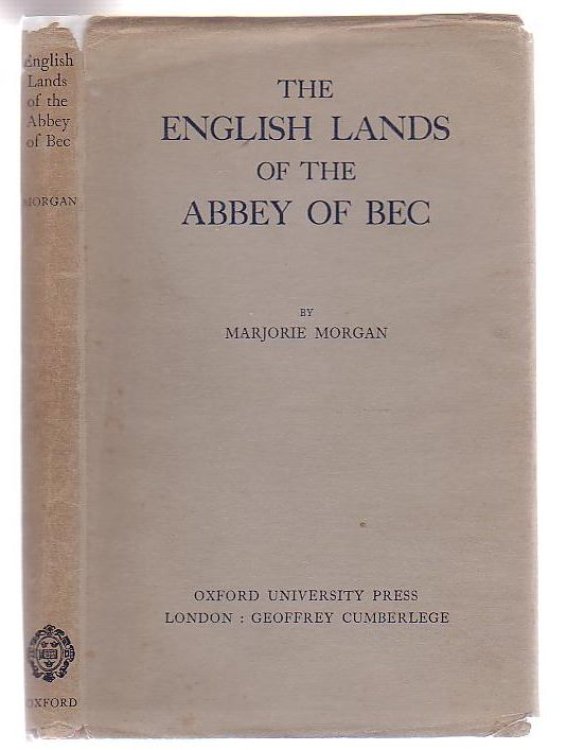 English
Lands
of the
Abbey
of Bec
MORGAN
OXFORD
THE
ENGLISH LANDS
OF THE
ABBEY OF BEC
BY
MARJORIE MORGAN
OXFORD UNIVERSITY PRESS
LONDON : GEOFFREY CUMBERLEGE